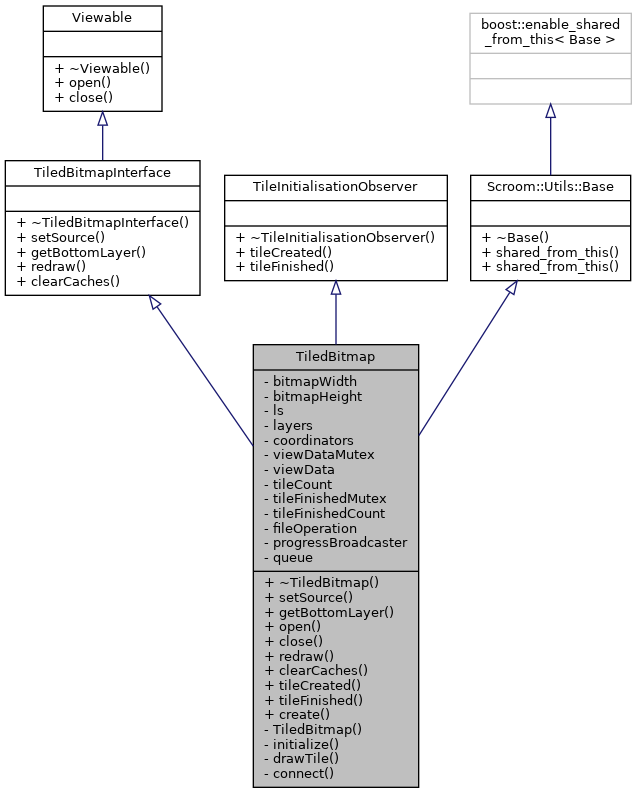 Viewable
+ ~Viewable()
+ open()
+ close()
boost::enable_shared
_from_this< Base >
TiledBitmapInterface
+ ~TiledBitmapInterface()
+ setSource()
+ getBottomLayer()
+ redraw()
+ clearCaches()
TileInitialisationObserver
+ ~TileInitialisationObserver()
+ tileCreated()
+ tileFinished()
Scroom::Utils::Base
+ ~Base()
+ shared_from_this()
+ shared_from_this()
TiledBitmap
- bitmapWidth
- bitmapHeight
- ls
- layers
- coordinators
- viewDataMutex
- viewData
- tileCount
- tileFinishedMutex
- tileFinishedCount
- fileOperation
- progressBroadcaster
- queue
+ ~TiledBitmap()
+ setSource()
+ getBottomLayer()
+ open()
+ close()
+ redraw()
+ clearCaches()
+ tileCreated()
+ tileFinished()
+ create()
- TiledBitmap()
- initialize()
- drawTile()
- connect()